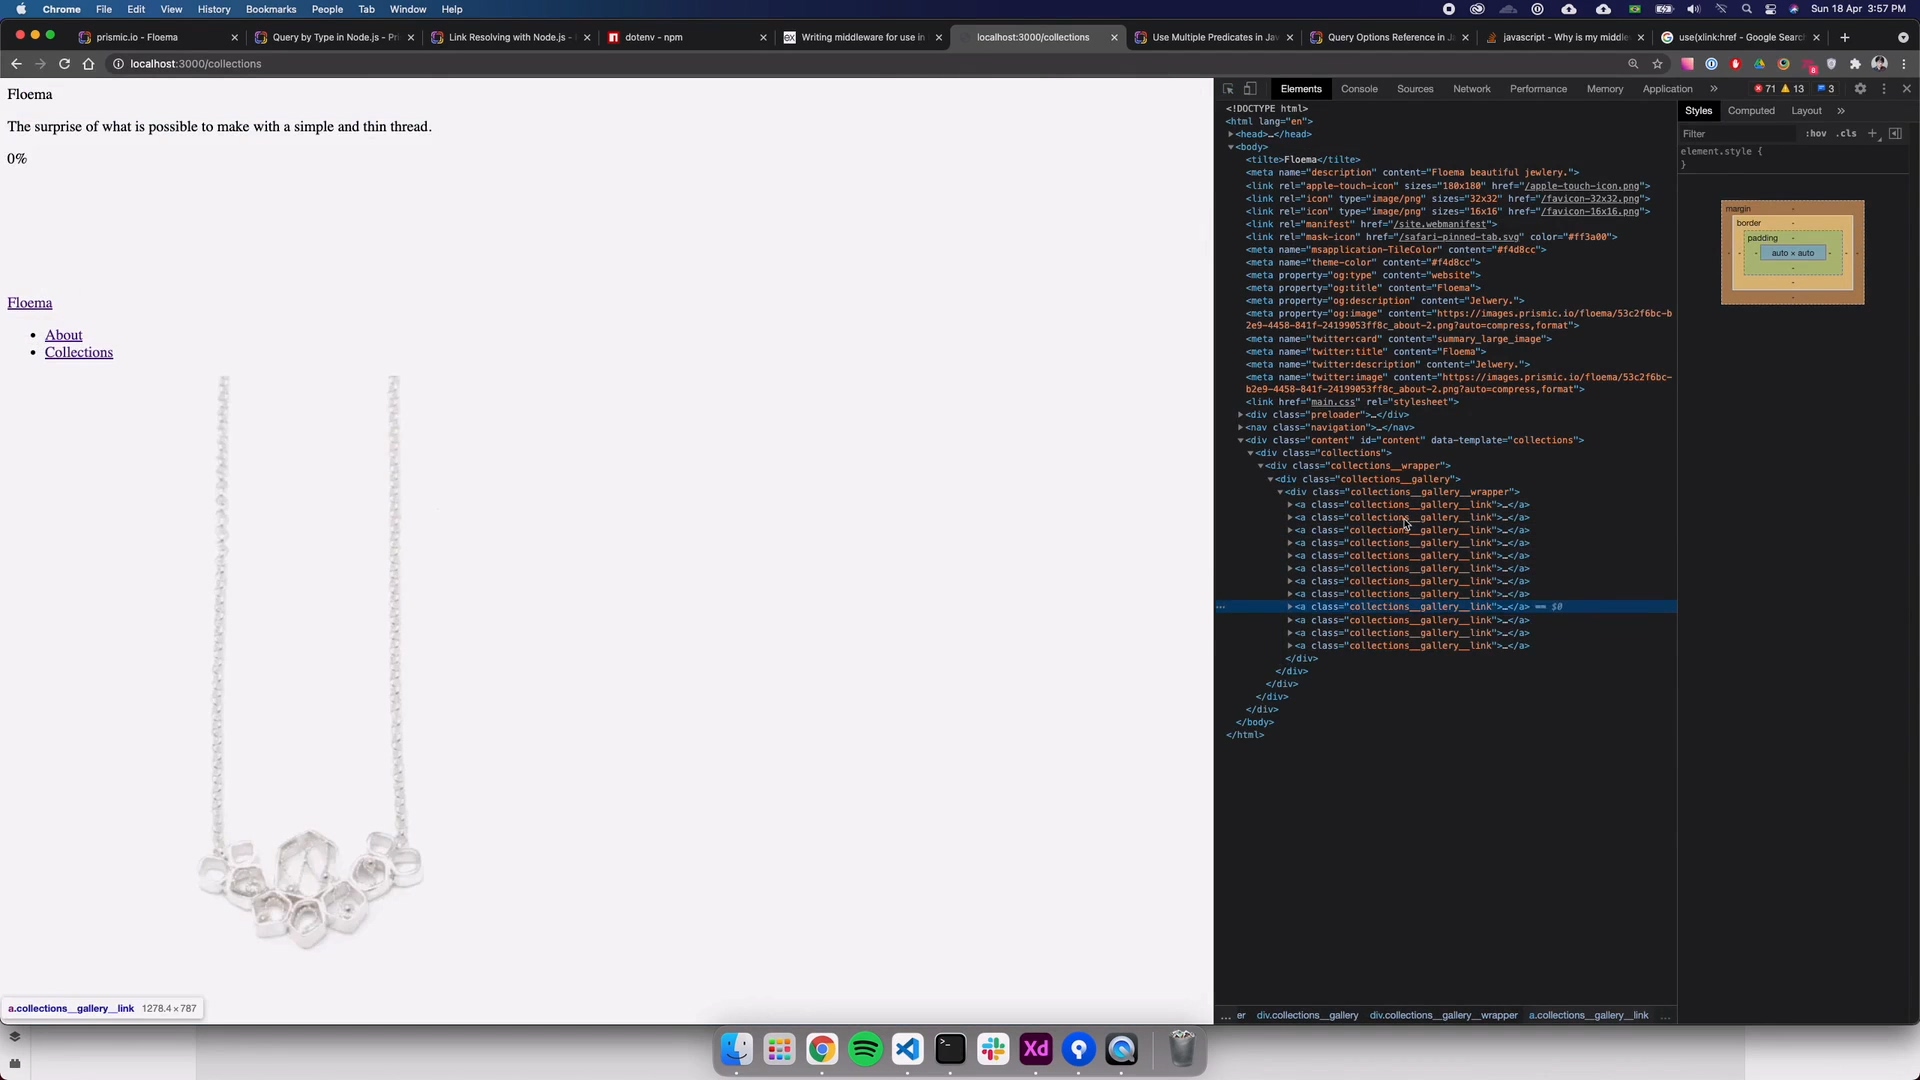 Chrome File Edit View History Bookmarks People Tab Window Help
Sun 18 Apr 3:57 PM
prismic.io - Floema
Query by Type in Node.js - Pri
Link Resolving with Node.js -
dotenv - npm
Writing middleware for use in
localhost:3000/collections
Use Multiple Predicates in Jav
Query Options Reference in J
javascript - Why is my middle
use(xlink:href - Google Searc
localhost:3000/collections
8
Floema
The surprise of what is possible to make with a simple and thin thread.
0%
Floema
About
Collections
a.collections__gallery__link 1278.4×787
Elements Console Sources Network Performance Memory Application » 71 13 3
<!DOCTYPE html>
<html lang="en">
<head>…</head>
<body>
<tilte>Floema</tilte>
<meta name="description" content="Floema beautiful jewlery.">
<link rel="apple-touch-icon" sizes="180x180" href="/apple-touch-icon.png">
<link rel="icon" type="image/png" sizes="32x32" href="/favicon-32x32.png">
<link rel="icon" type="image/png" sizes="16x16" href="/favicon-16x16.png">
<link rel="manifest" href="/site.webmanifest">
<link rel="mask-icon" href="/safari-pinned-tab.svg" color="#ff3a00">
<meta name="msapplication-TileColor" content="#f4d8cc">
<meta name="theme-color" content="#f4d8cc">
<meta property="og:type" content="website">
<meta property="og:title" content="Floema">
<meta property="og:description" content="Jelwery.">
<meta property="og:image" content="https://images.prismic.io/floema/53c2f6bc-b
2e9-4458-841f-24199053ff8c_about-2.png?auto=compress,format">
<meta name="twitter:card" content="summary_large_image">
<meta name="twitter:title" content="Floema">
<meta name="twitter:description" content="Jelwery.">
<meta name="twitter:image" content="https://images.prismic.io/floema/53c2f6bc-
b2e9-4458-841f-24199053ff8c_about-2.png?auto=compress,format">
<link href="main.css" rel="stylesheet">
<div class="preloader">…</div>
<nav class="navigation">…</nav>
<div class="content" id="content" data-template="collections">
<div class="collections">
<div class="collections__wrapper">
<div class="collections__gallery">
<div class="collections__gallery__wrapper">
<a class="collections__gallery__link">…</a>
<a class="collections__gallery__link">…</a>
<a class="collections__gallery__link">…</a>
<a class="collections__gallery__link">…</a>
<a class="collections__gallery__link">…</a>
<a class="collections__gallery__link">…</a>
<a class="collections__gallery__link">…</a>
<a class="collections__gallery__link">…</a>
… <a class="collections__gallery__link">…</a> == $0
<a class="collections__gallery__link">…</a>
<a class="collections__gallery__link">…</a>
<a class="collections__gallery__link">…</a>
</div>
</div>
</div>
</div>
</div>
</body>
</html>
… er div.collections__gallery div.collections__gallery__wrapper a.collections__gallery__link …
Styles Computed Layout »
Filter :hov .cls +
element.style {
}
margin -
border -
padding -
- - - auto × auto - - -
-
-
-
Xd